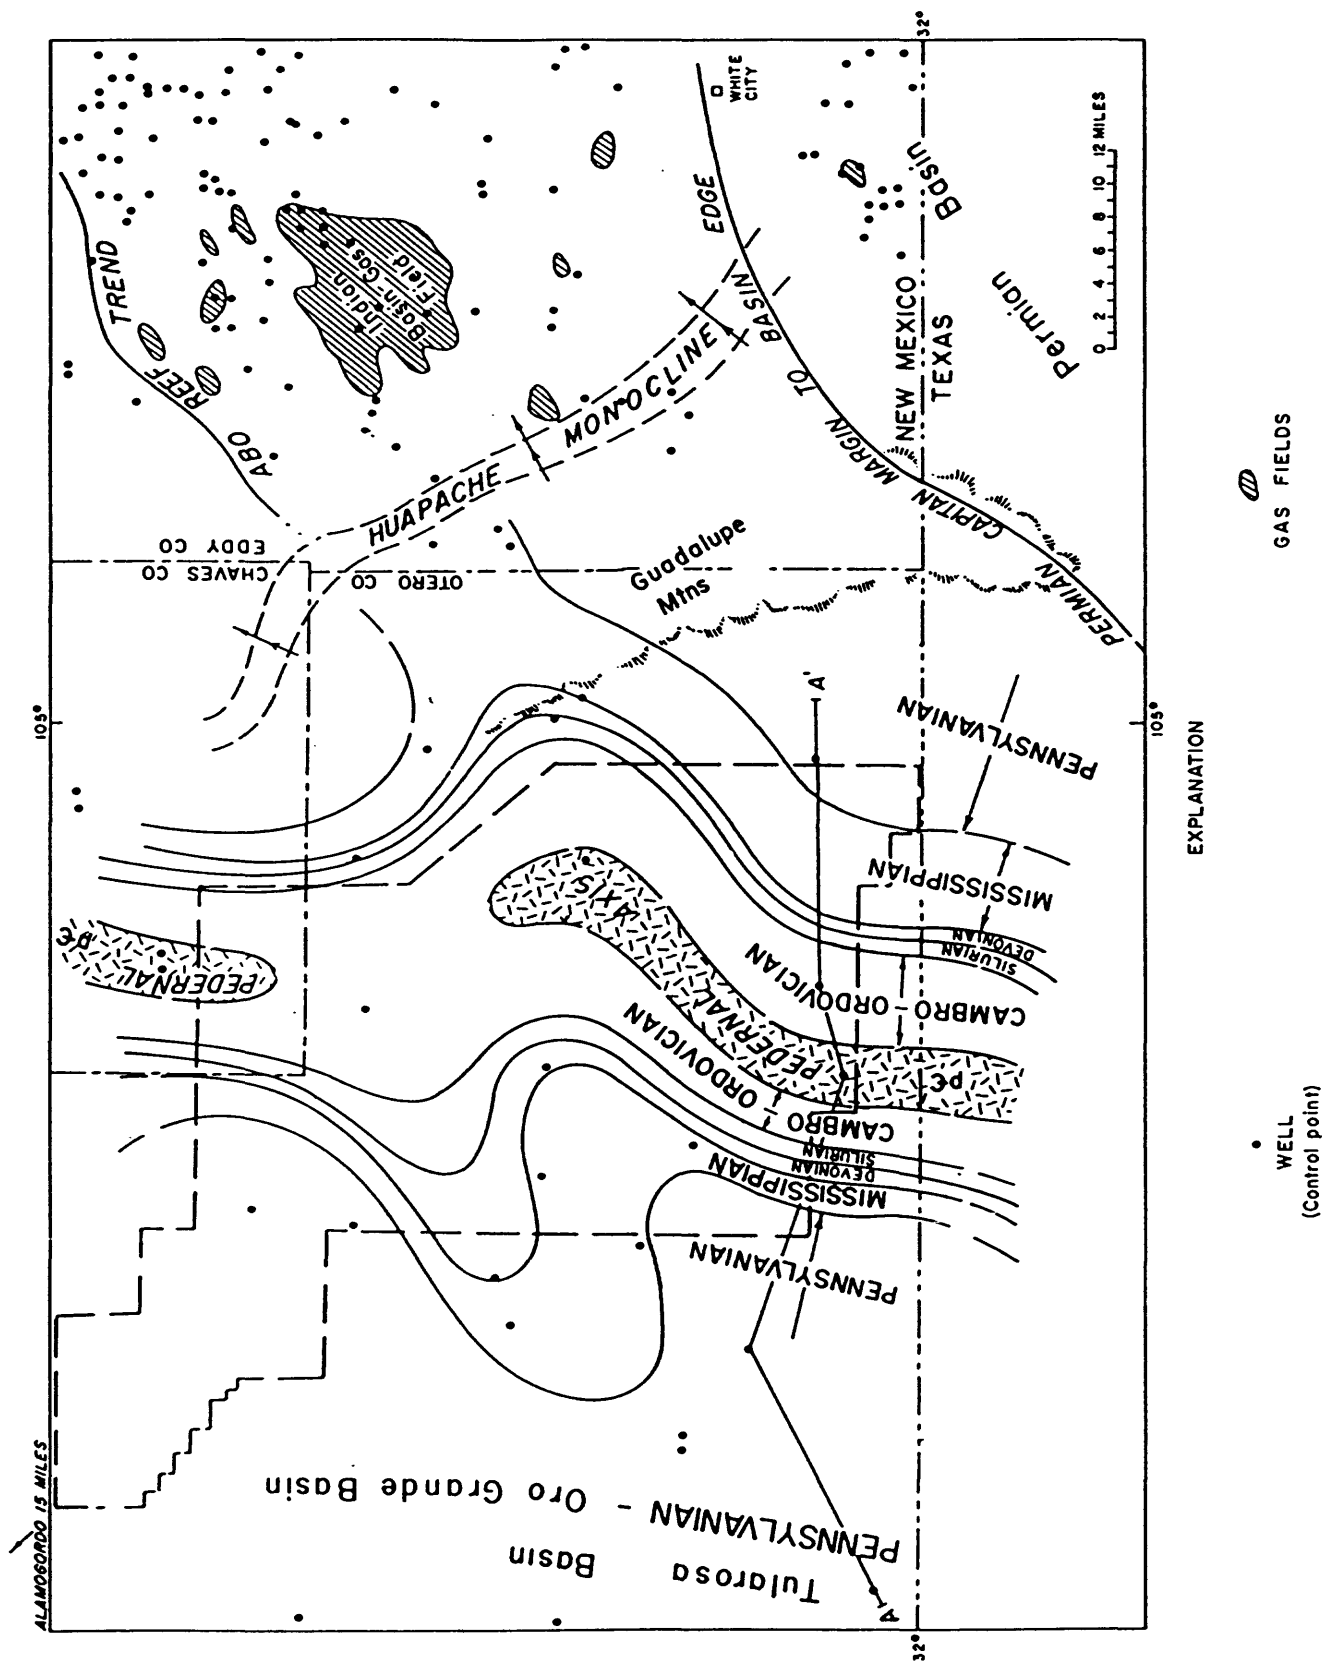 ALAMOGORDO 15 MILES
105°
32°
ABO REEF TREND
Indian
Basin-Gas
Field
WHITE
CITY
EDDY CO
CHAVES CO
OTERO CO
HUAPACHE MONOCLINE
PERMIAN CAPITAN MARGIN TO BASIN EDGE
Guadalupe
Mtns
NEW MEXICO
TEXAS
Permian Basin
0 2 4 6 8 10 12 MILES
A'
PENNSYLVANIAN
MISSISSIPPIAN
DEVONIAN
SILURIAN
CAMBRO - ORDOVICIAN
p€
PEDERNAL
PEDERNAL AXIS
p€
CAMBRO - ORDOVICIAN
SILURIAN
DEVONIAN
MISSISSIPPIAN
PENNSYLVANIAN
PENNSYLVANIAN - Oro Grande Basin
Tularosa Basin
A
32°
105°
EXPLANATION
WELL
(Control point)
GAS FIELDS